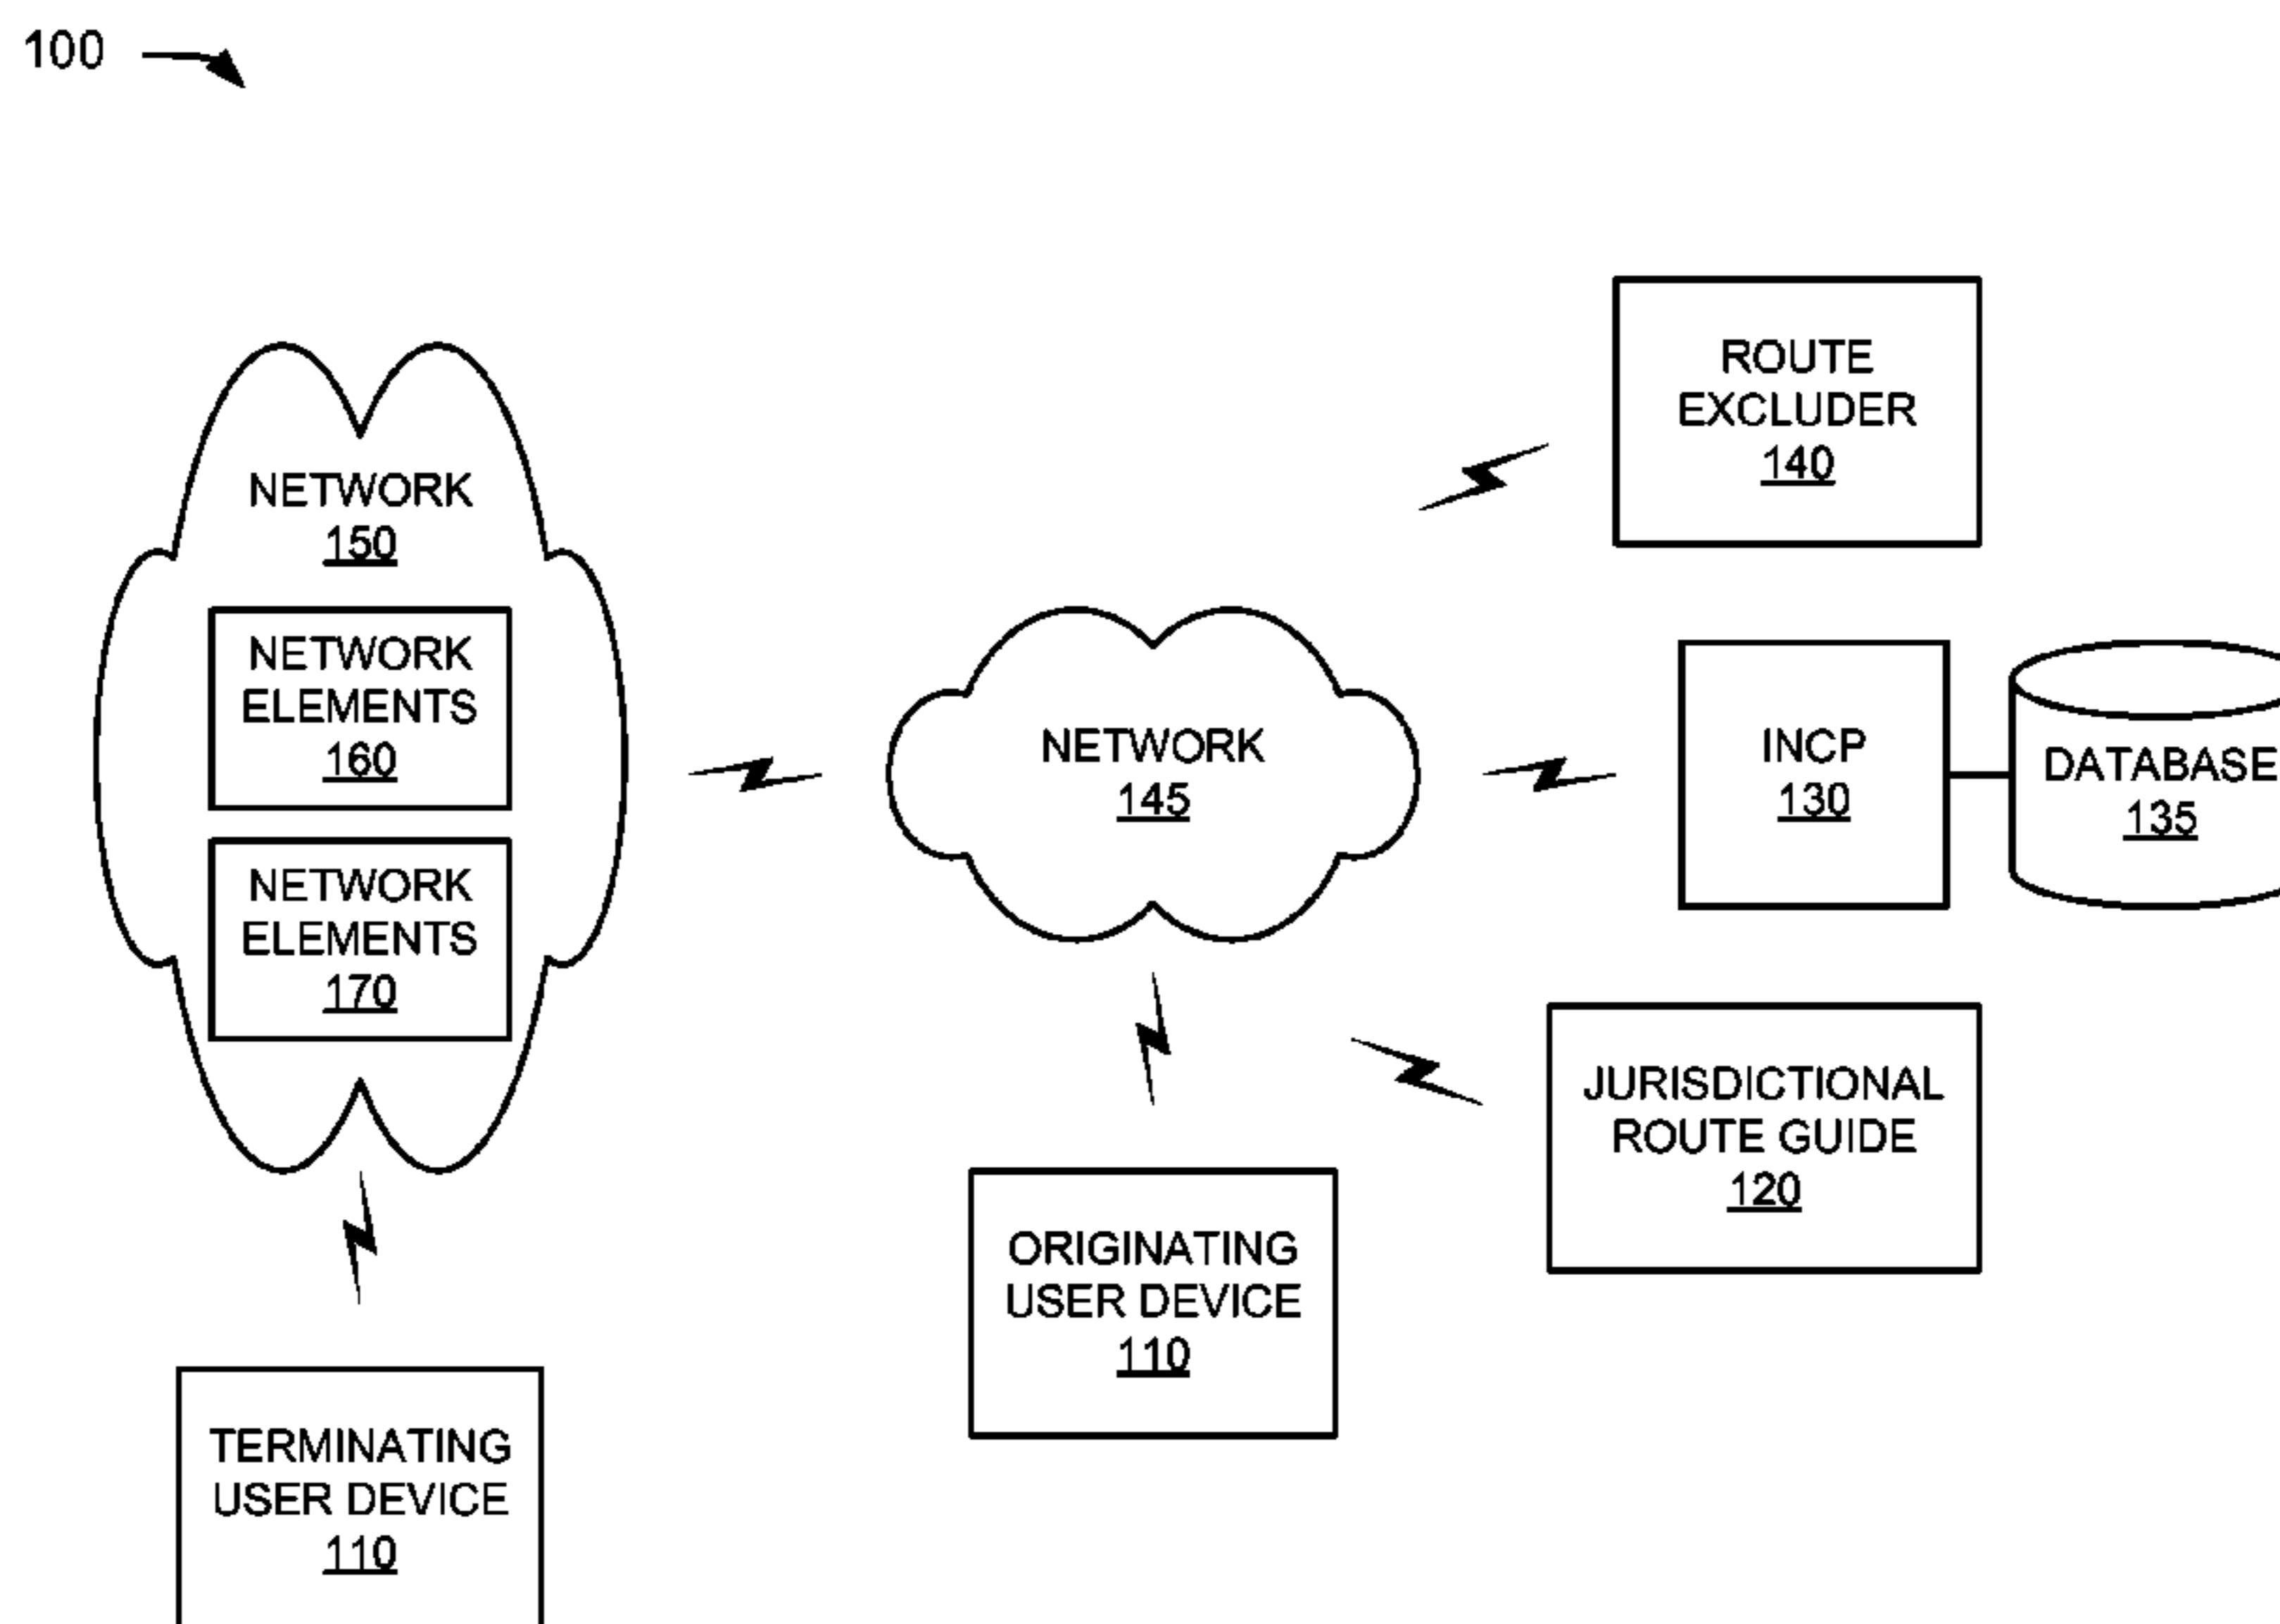 100
ROUTE
EXCLUDER
140
NETWORK
150
NETWORK
ELEMENTS
160
NETWORK
ELEMENTS
170
NETWORK
145
INCP
130
DATABASE
135
JURISDICTIONAL
ROUTE GUIDE
120
ORIGINATING
USER DEVICE
110
TERMINATING
USER DEVICE
110